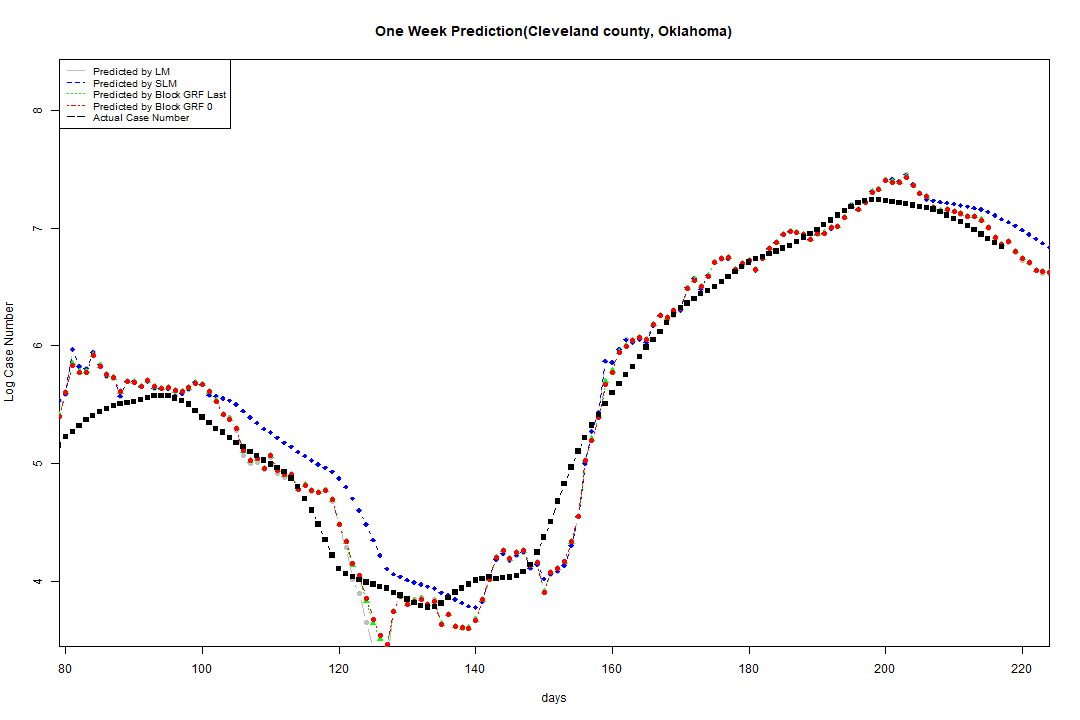 One Week Prediction(Cleveland county, Oklahoma)
Predicted by LM
Predicted by SLM
Predicted by Block GRF Last
Predicted by Block GRF 0
Actual Case Number
8
7
6
5
4
Log Case Number
80 100 120 140 160 180 200 220
days